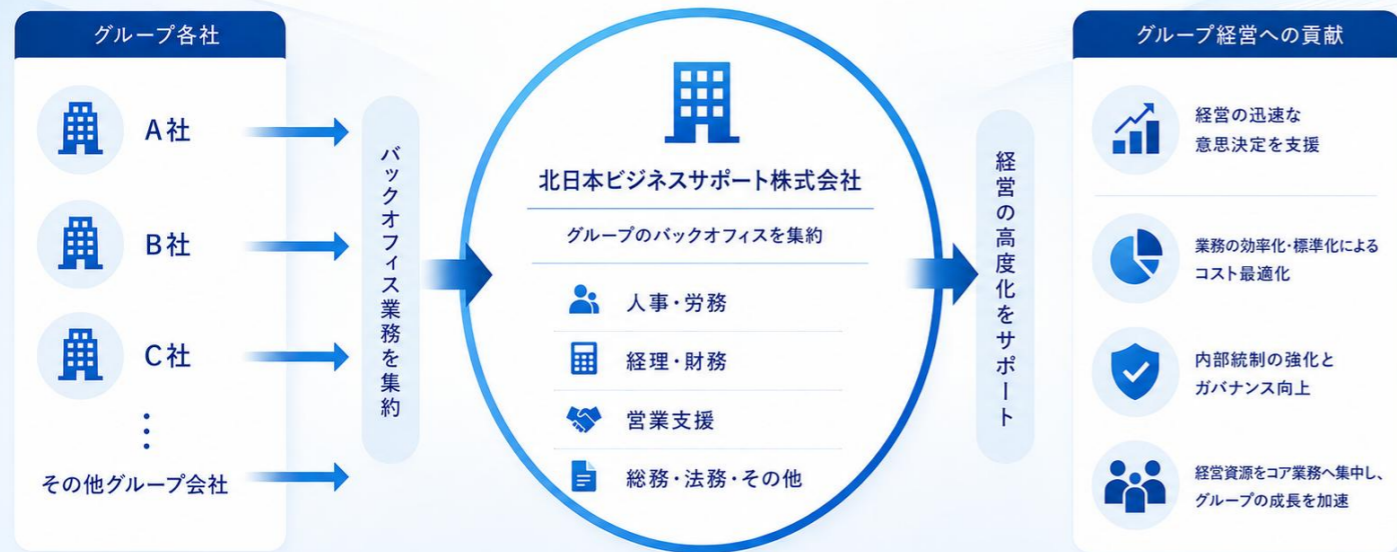 グループ各社
A社
B社
C社
その他グループ会社
バックオフィス業務を集約
北日本ビジネスサポート株式会社
グループのバックオフィスを集約
人事・労務
経理・財務
営業支援
総務・法務・その他
経営の高度化をサポート
グループ経営への貢献
経営の迅速な
意思決定を支援
業務の効率化・標準化による
コスト最適化
内部統制の強化と
ガバナンス向上
経営資源をコア業務へ集中し、
グループの成長を加速